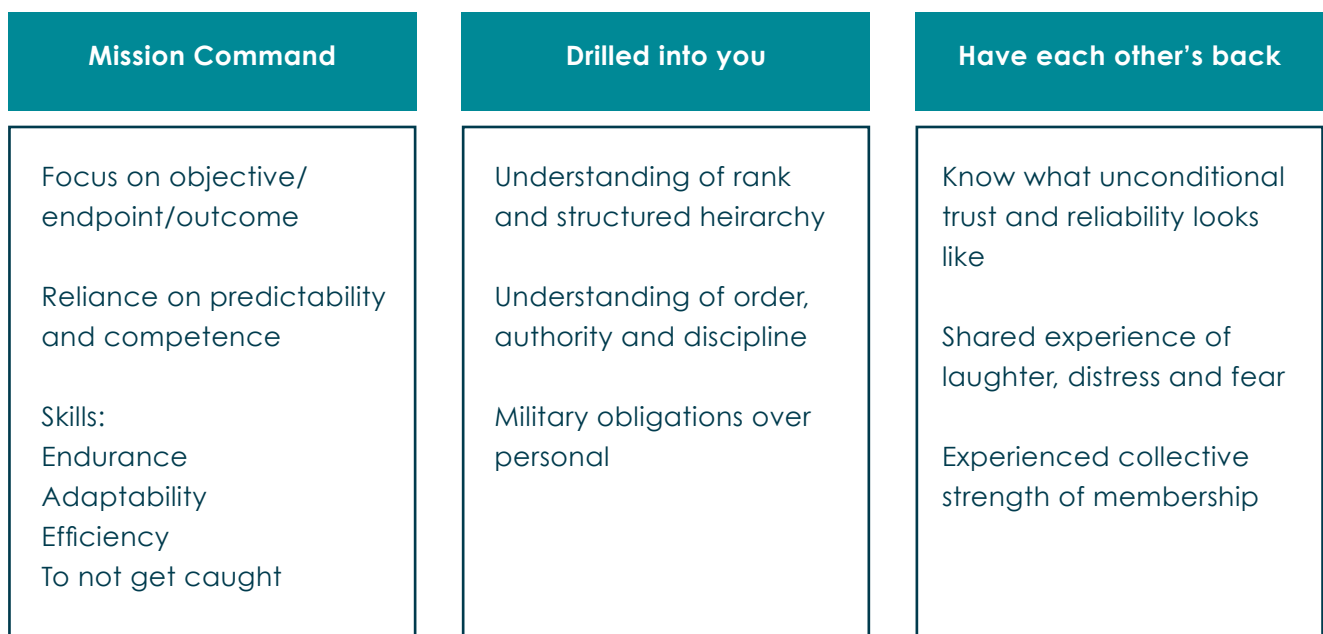 Mission Command
Focus on objective/
endpoint/outcome
Reliance on predictability
and competence
Skills:
Endurance
Adaptability
Efficiency
To not get caught
Drilled into you
Understanding of rank
and structured heirarchy
Understanding of order,
authority and discipline
Military obligations over
personal
Have each other’s back
Know what unconditional
trust and reliability looks
like
Shared experience of
laughter, distress and fear
Experienced collective
strength of membership